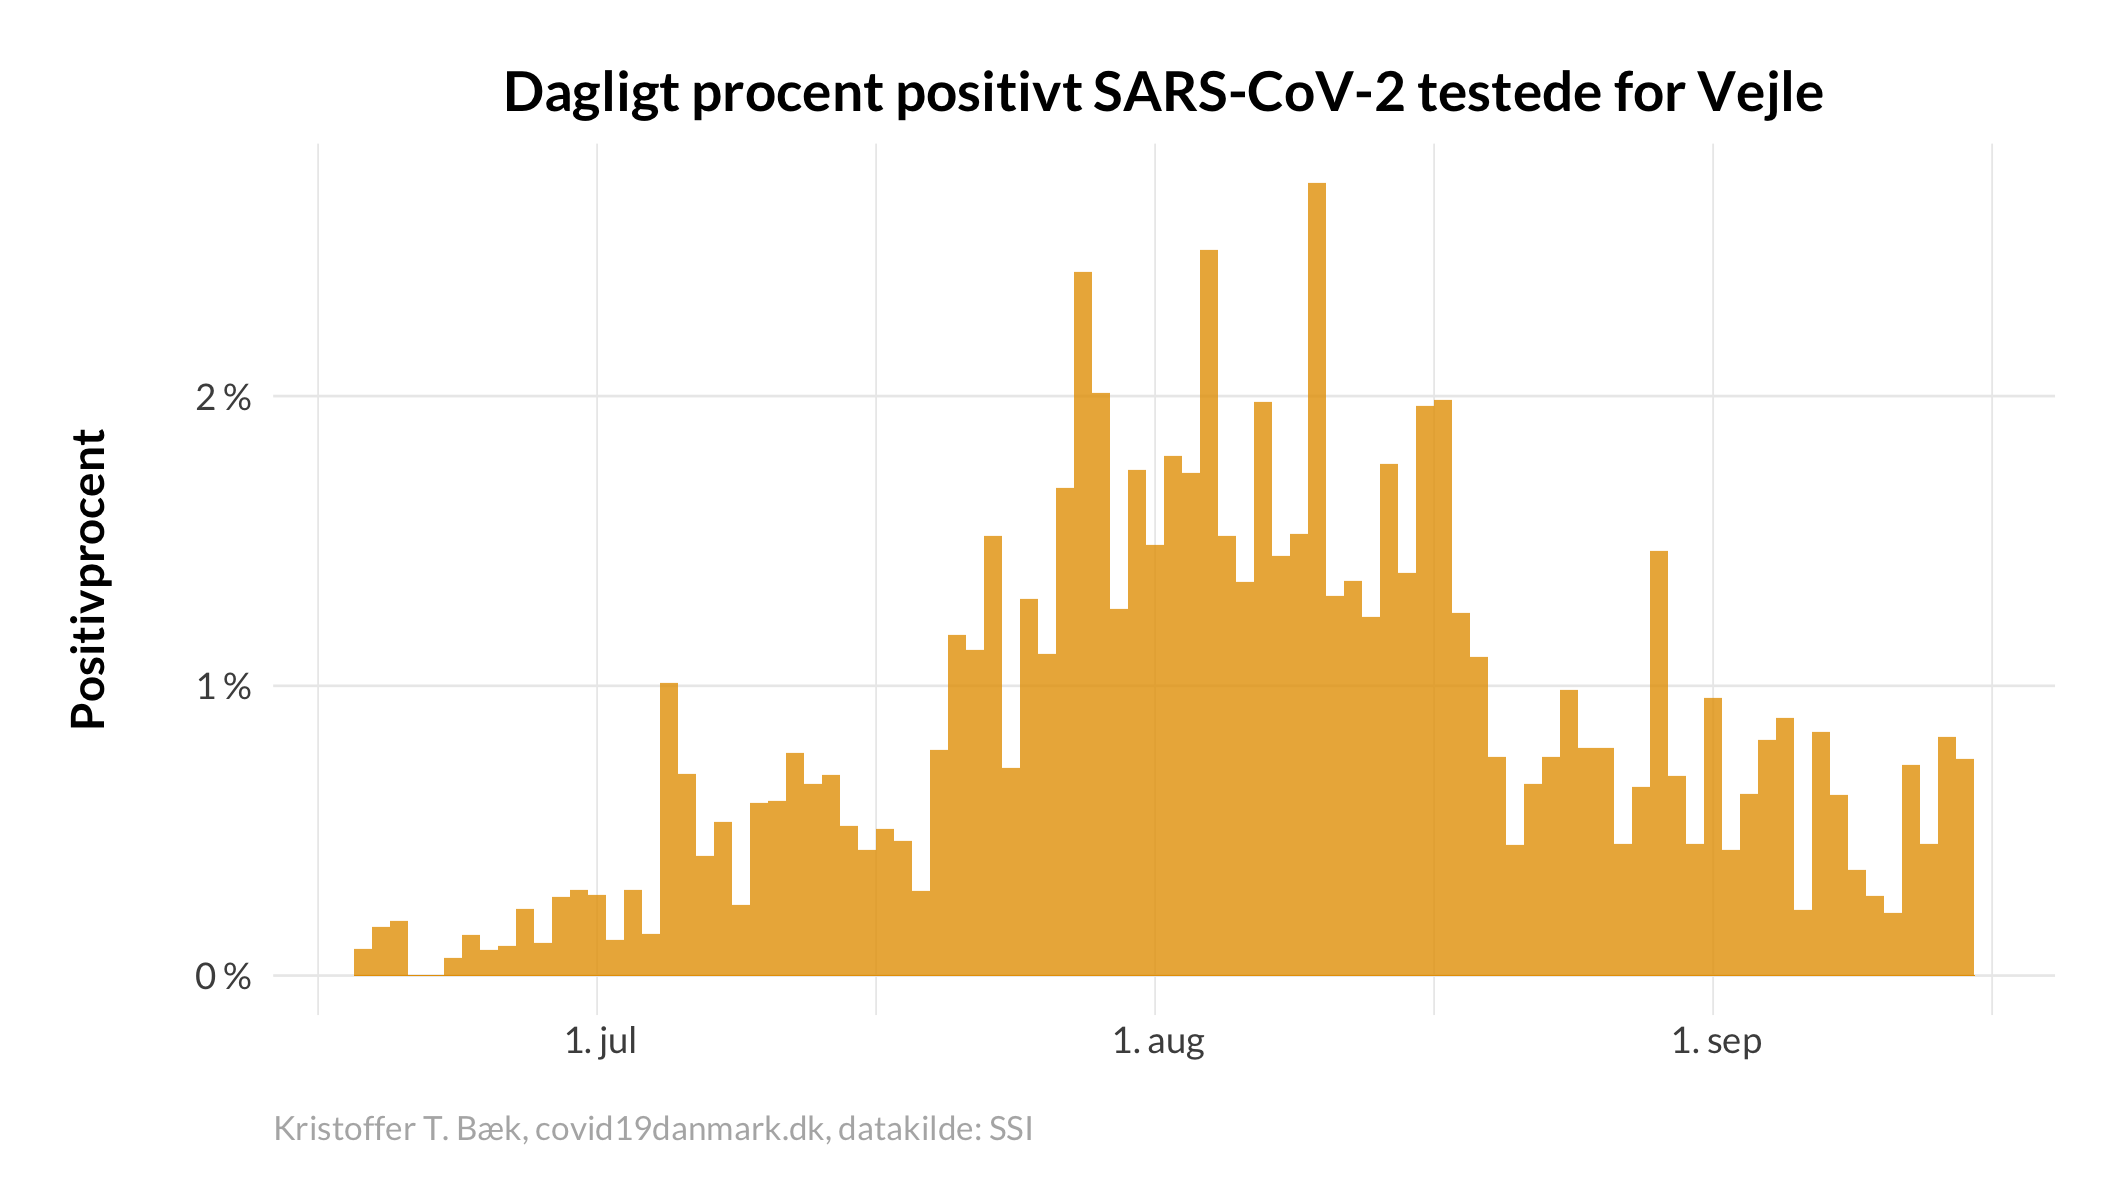 Dagligt procent positivt SARS-CoV-2 testede for Vejle
Positivprocent
2 %
1 %
0 %
1. jul
1. aug
1. sep
Kristoffer T. Bæk, covid19danmark.dk, datakilde: SSI